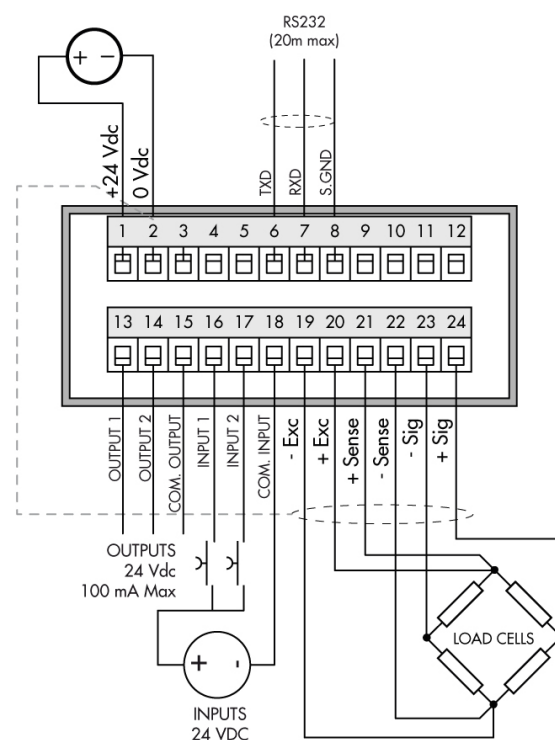 RS232
(20m max)
+ -
+24 Vdc
0 Vdc
TXD
RXD
S.GND
1 2 3 4 5 6 7 8 9 10 11 12
13 14 15 16 17 18 19 20 21 22 23 24
OUTPUT 1
OUTPUT 2
COM. OUTPUT
INPUT 1
INPUT 2
COM. INPUT
- Exc
+ Exc
+ Sense
- Sense
- Sig
+ Sig
OUTPUTS
24 Vdc
100 mA Max
LOAD CELLS
+ -
INPUTS
24 VDC